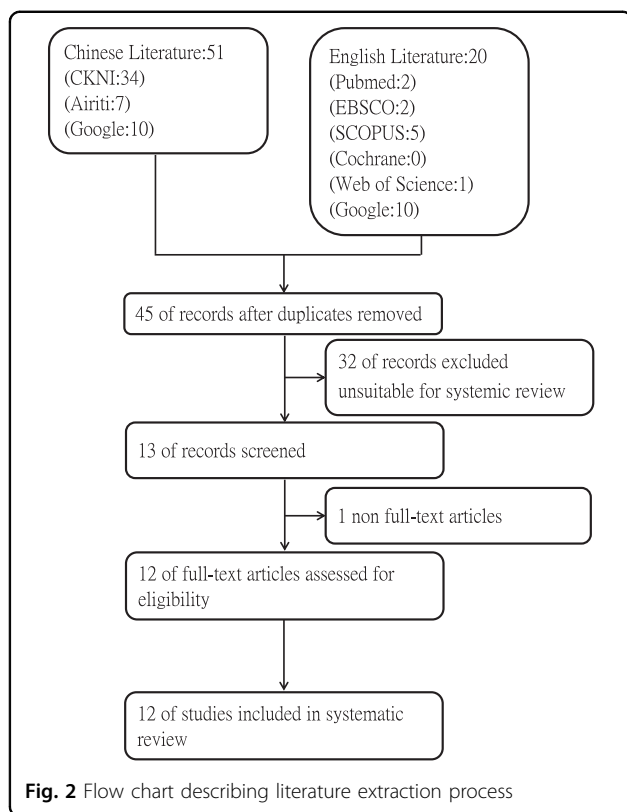 Chinese Literature:51
(CKNI:34)
(Airiti:7)
(Google:10)
English Literature:20
(Pubmed:2)
(EBSCO:2)
(SCOPUS:5)
(Cochrane:0)
(Web of Science:1)
(Google:10)
45 of records after duplicates removed
32 of records excluded
unsuitable for systemic review
13 of records screened
1 non full-text articles
12 of full-text articles assessed for
eligibility
12 of studies included in systematic
review
Fig. 2 Flow chart describing literature extraction process